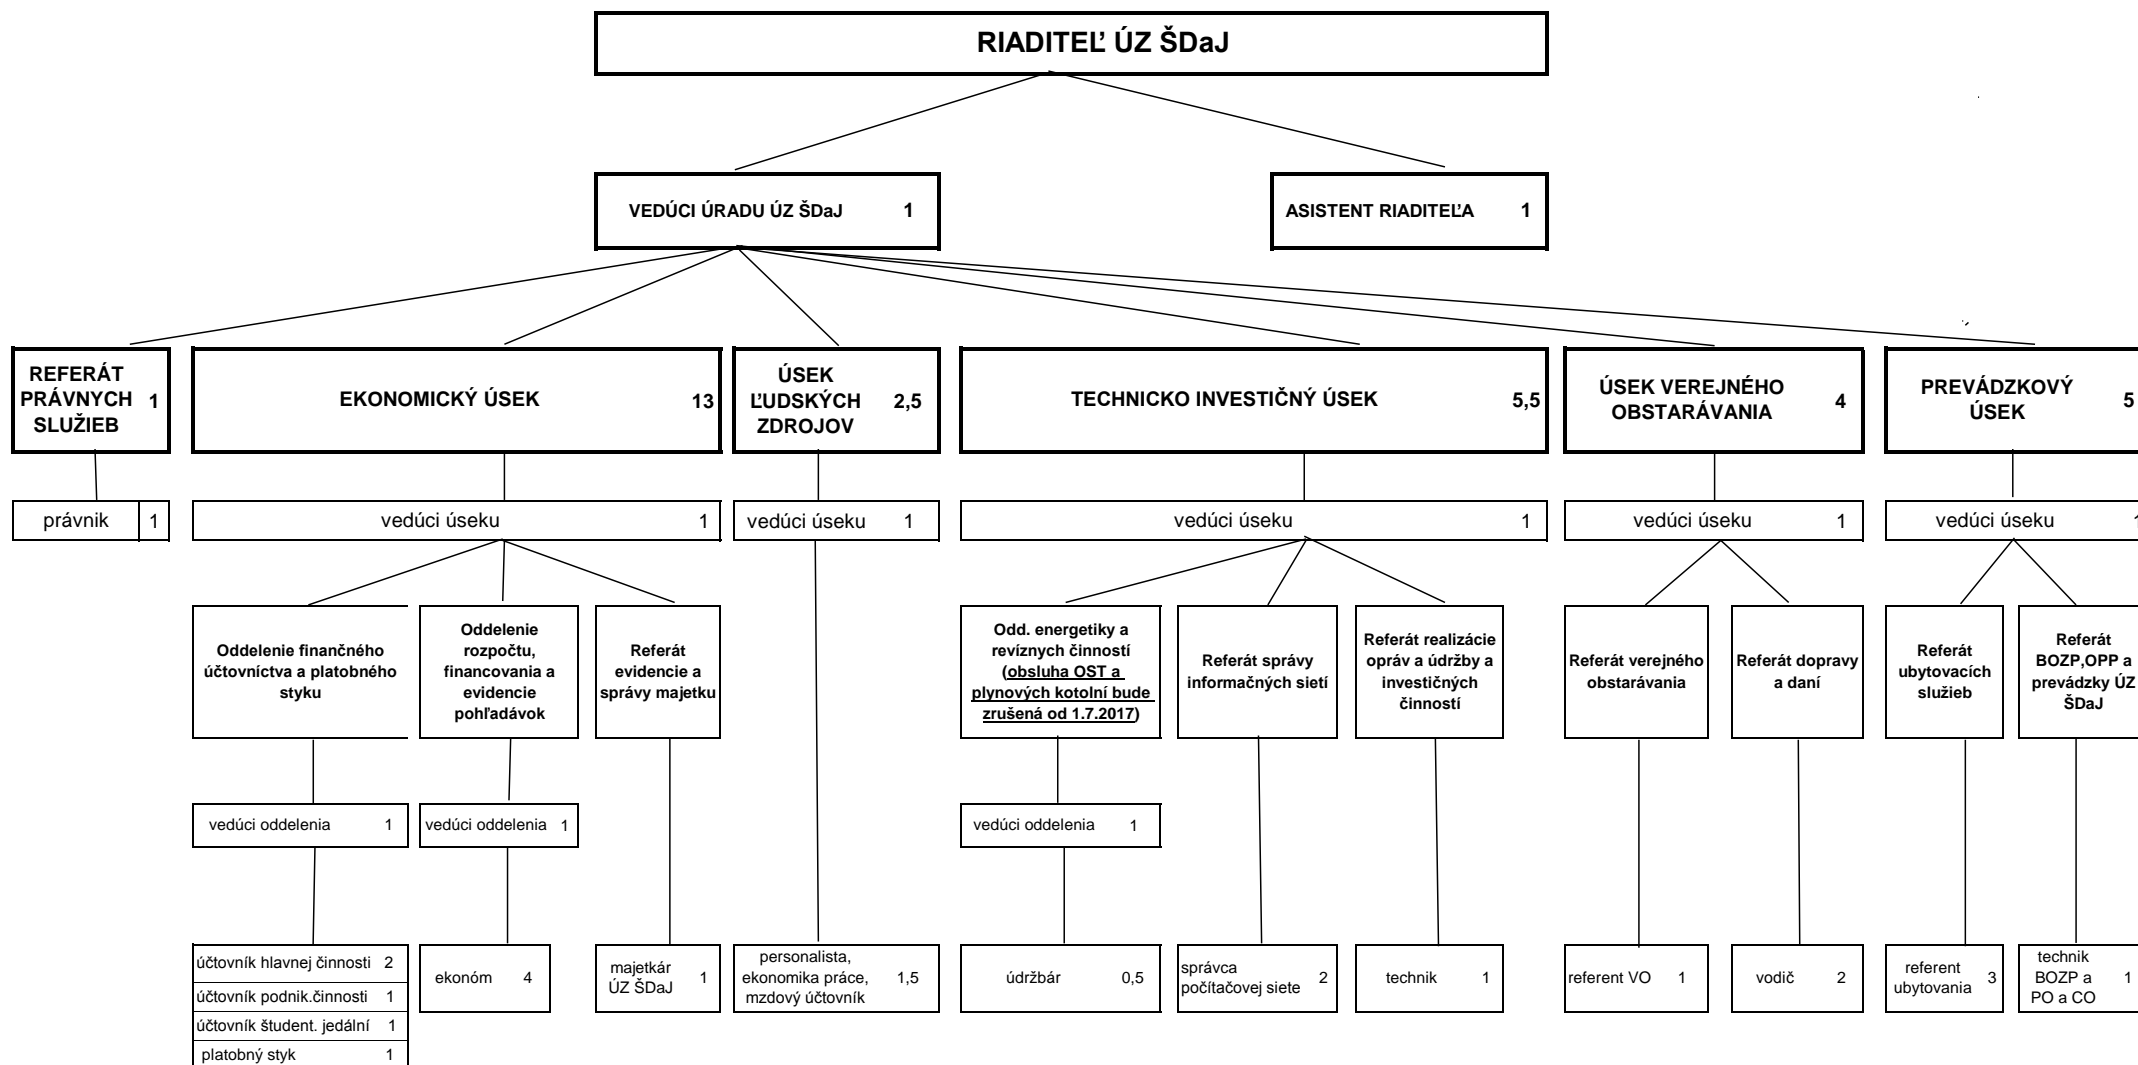 RIADITEĽ ÚZ ŠDaJ
VEDÚCI ÚRADU ÚZ ŠDaJ 1
ASISTENT RIADITEĽA 1
REFERÁT
PRÁVNYCH 1
SLUŽIEB
EKONOMICKÝ ÚSEK 13
ÚSEK
ĽUDSKÝCH 2,5
ZDROJOV
TECHNICKO INVESTIČNÝ ÚSEK 5,5
ÚSEK VEREJNÉHO
OBSTARÁVANIA 4
PREVÁDZKOVÝ
ÚSEK 5
právnik 1
vedúci úseku 1
vedúci úseku 1
vedúci úseku 1
vedúci úseku 1
vedúci úseku 1
Oddelenie finančného
účtovníctva a platobného
styku
Oddelenie
rozpočtu,
financovania a
evidencie
pohľadávok
Referát
evidencie a
správy majetku
Odd. energetiky a
revíznych činností
(obsluha OST a
plynových kotolní bude
zrušená od 1.7.2017)
Referát správy
informačných sietí
Referát realizácie
opráv a údržby a
investičných
činností
Referát verejného
obstarávania
Referát dopravy
a daní
Referát
ubytovacích
služieb
Referát
BOZP,OPP a
prevádzky ÚZ
ŠDaJ
vedúci oddelenia 1
vedúci oddelenia 1
vedúci oddelenia 1
účtovník hlavnej činnosti 2
účtovník podnik.činnosti 1
účtovník študent. jedální 1
platobný styk 1
ekonóm 4
majetkár
ÚZ ŠDaJ 1
personalista,
ekonomika práce, 1,5
mzdový účtovník
údržbár 0,5
správca
počítačovej siete 2
technik 1
referent VO 1
vodič 2
referent
ubytovania 3
technik
BOZP a 1
PO a CO